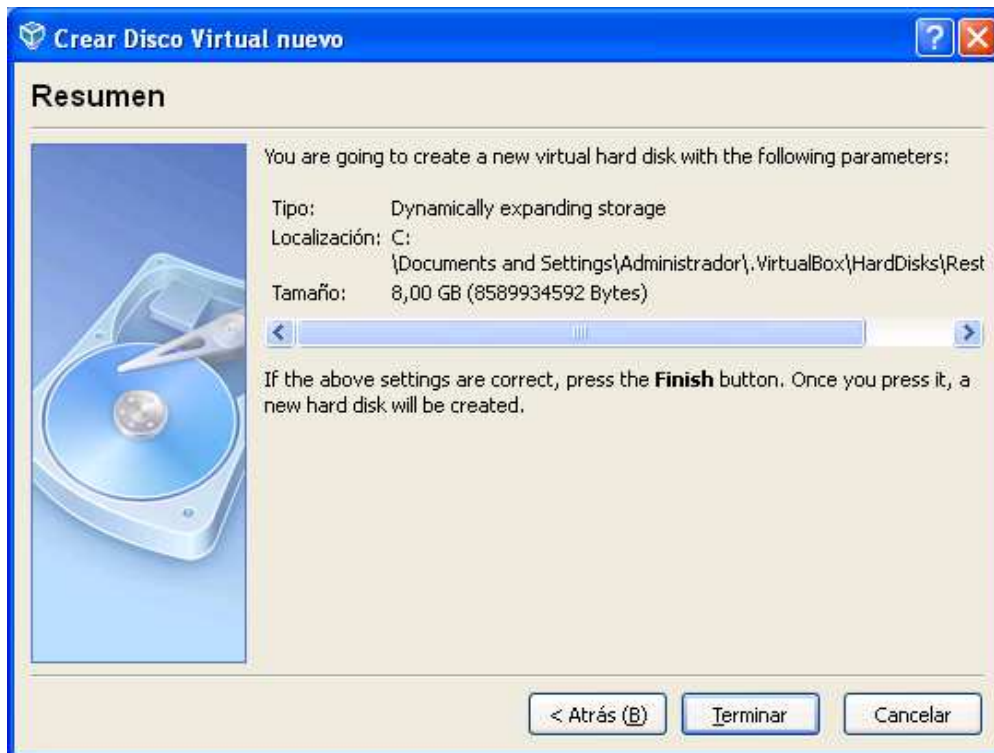 Crear Disco Virtual nuevo
Resumen
You are going to create a new virtual hard disk with the following parameters:
Tipo: Dynamically expanding storage
Localización: C:
\Documents and Settings\Administrador\.VirtualBox\HardDisks\Rest
Tamaño: 8,00 GB (8589934592 Bytes)
If the above settings are correct, press the Finish button. Once you press it, a
new hard disk will be created.
< Atrás (B) Terminar Cancelar